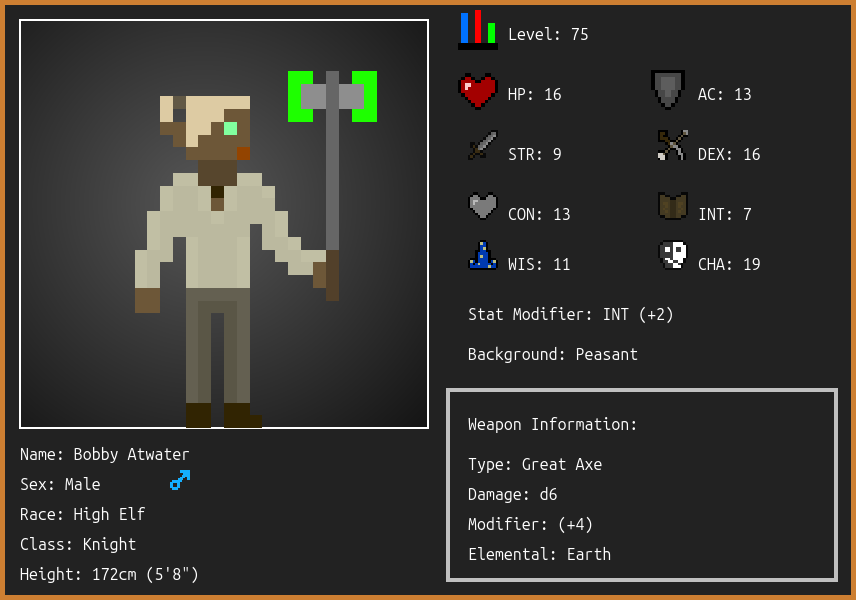 Level: 75
HP: 16
AC: 13
STR: 9
DEX: 16
CON: 13
INT: 7
WIS: 11
CHA: 19
Stat Modifier: INT (+2)
Background: Peasant
Weapon Information:
Type: Great Axe
Damage: d6
Modifier: (+4)
Elemental: Earth
Name: Bobby Atwater
Sex: Male
Race: High Elf
Class: Knight
Height: 172cm (5'8")